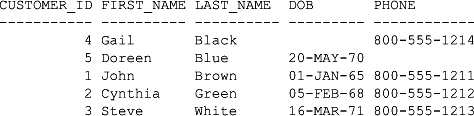 CUSTOMER_ID FIRST_NAME LAST_NAME DOB       PHONE
----------- ---------- --------- --------- ------------
          4 Gail       Black               800-555-1214
          5 Doreen     Blue      20-MAY-70
          1 John       Brown     01-JAN-65 800-555-1211
          2 Cynthia    Green     05-FEB-68 800-555-1212
          3 Steve      White     16-MAR-71 800-555-1213